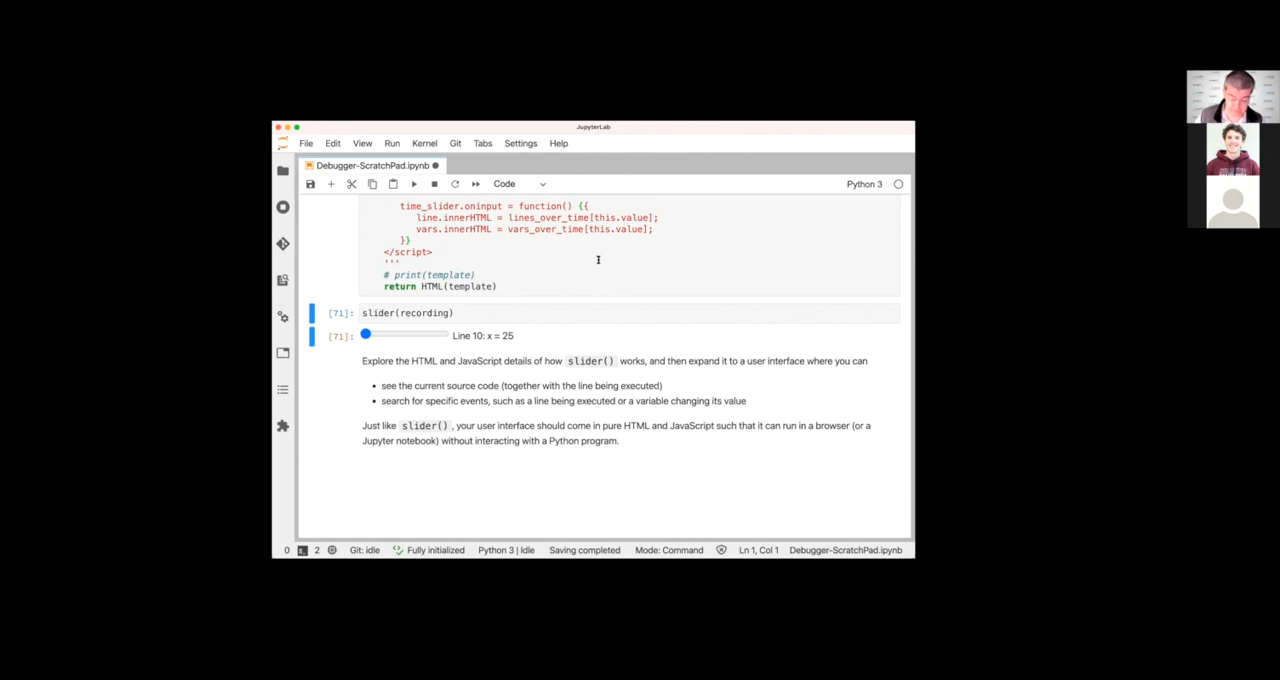 JupyterLab
File Edit View Run Kernel Git Tabs Settings Help
Debugger-ScratchPad.ipynb
Code
Python 3
time_slider.oninput = function() {{
line.innerHTML = lines_over_time[this.value];
vars.innerHTML = vars_over_time[this.value];
}}
</script>
'''
# print(template)
return HTML(template)
[71]: slider(recording)
[71]: Line 10: x = 25
Explore the HTML and JavaScript details of how slider() works, and then expand it to a user interface where you can
• see the current source code (together with the line being executed)
• search for specific events, such as a line being executed or a variable changing its value
Just like slider(), your user interface should come in pure HTML and JavaScript such that it can run in a browser (or a
Jupyter notebook) without interacting with a Python program.
0 2 Git: idle Fully initialized Python 3 | Idle Saving completed Mode: Command Ln 1, Col 1 Debugger-ScratchPad.ipynb